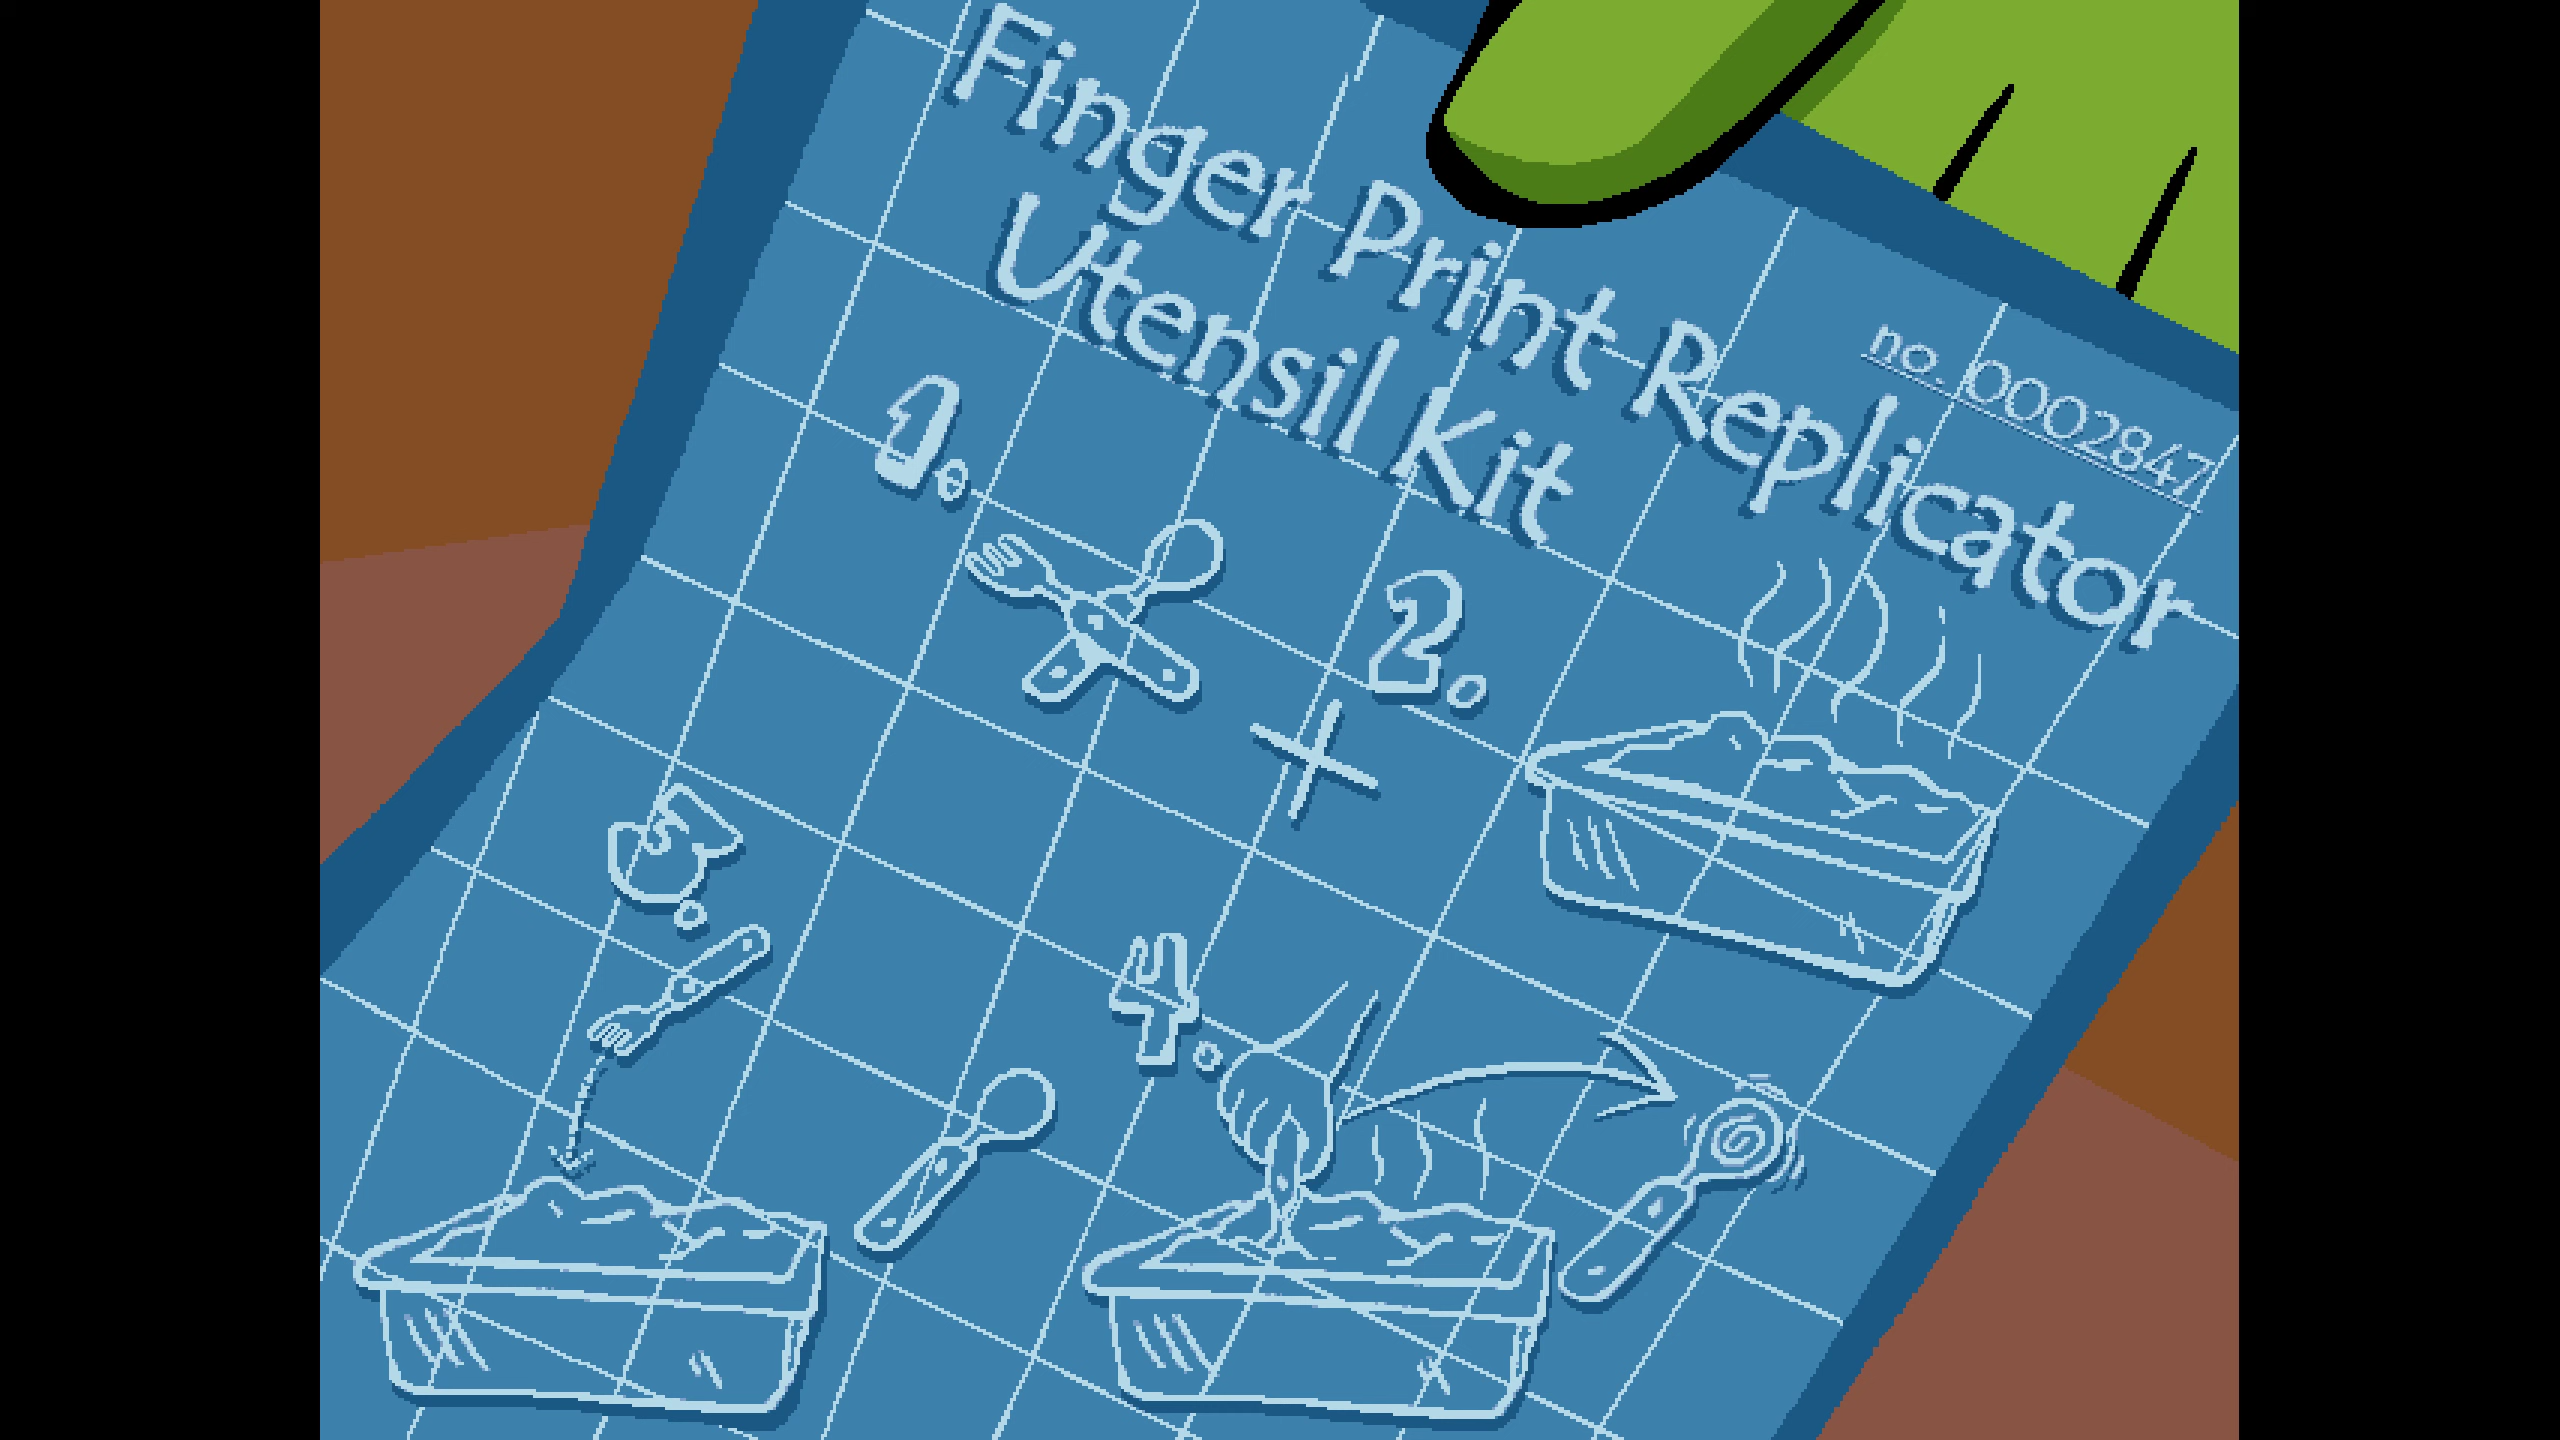 Finger Print Replicator
Utensil Kit
no. 0002847
1.
2.
+
3.
4.